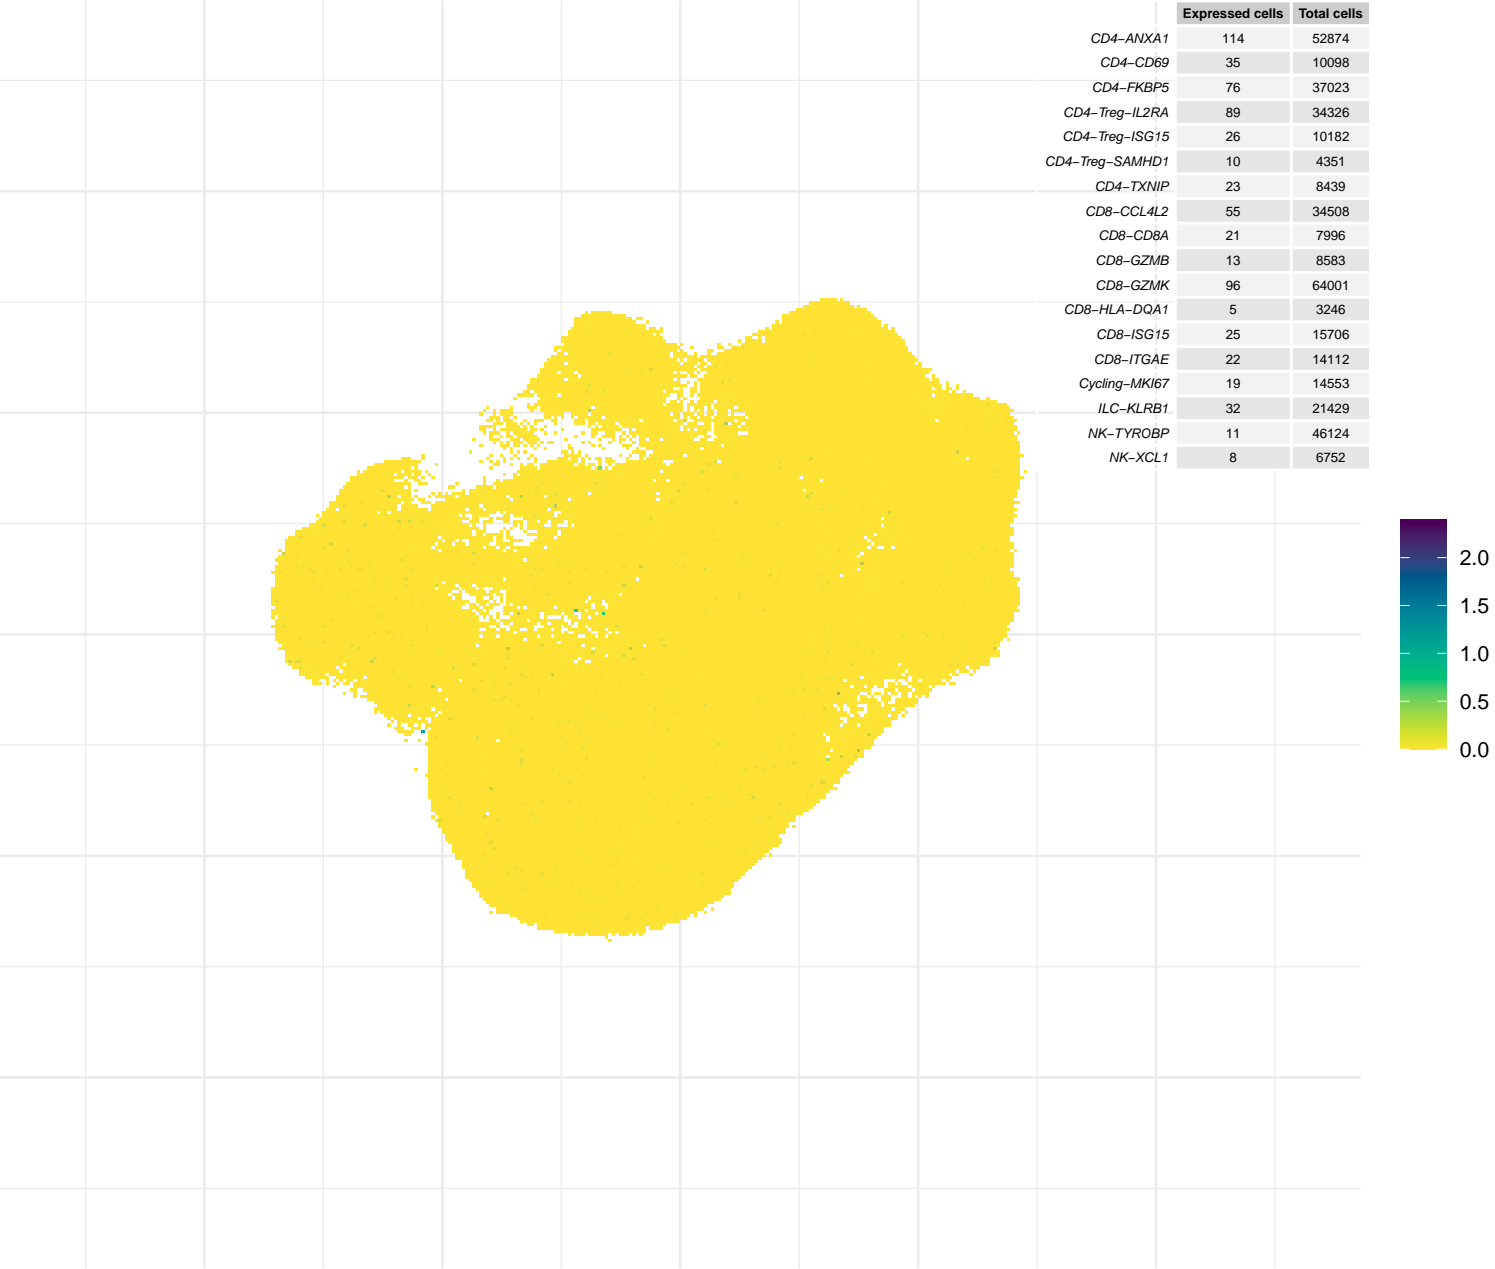 Expressed cells Total cells
CD4−ANXA1 114 52874
CD4−CD69 35 10098
CD4−FKBP5 76 37023
CD4−Treg−IL2RA 89 34326
CD4−Treg−ISG15 26 10182
CD4−Treg−SAMHD1 10 4351
CD4−TXNIP 23 8439
CD8−CCL4L2 55 34508
CD8−CD8A 21 7996
CD8−GZMB 13 8583
CD8−GZMK 96 64001
CD8−HLA−DQA1 5 3246
CD8−ISG15 25 15706
CD8−ITGAE 22 14112
Cycling−MKI67 19 14553
ILC−KLRB1 32 21429
NK−TYROBP 11 46124
NK−XCL1 8 6752
2.0
1.5
1.0
0.5
0.0